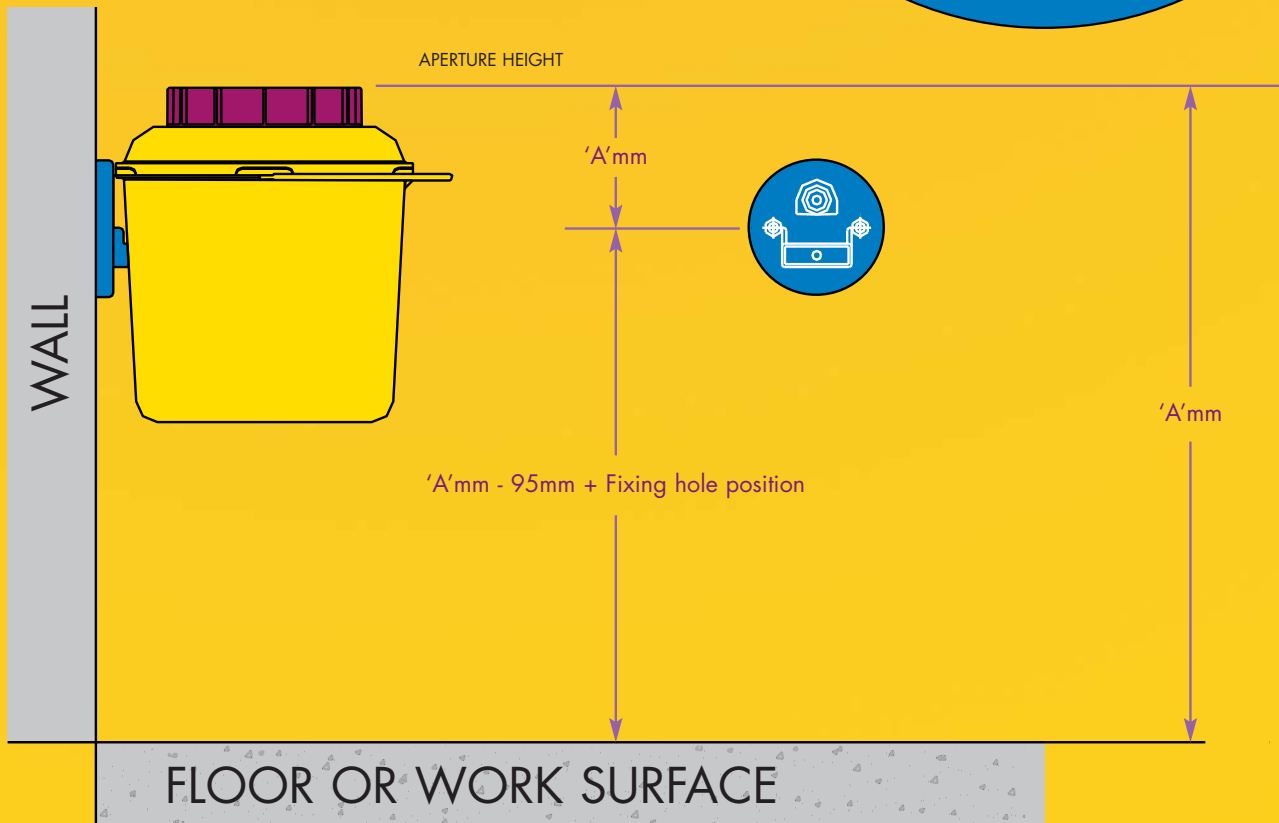 APERTURE HEIGHT
‘A’mm
WALL
‘A’mm
‘A’mm - 95mm + Fixing hole position
FLOOR OR WORK SURFACE